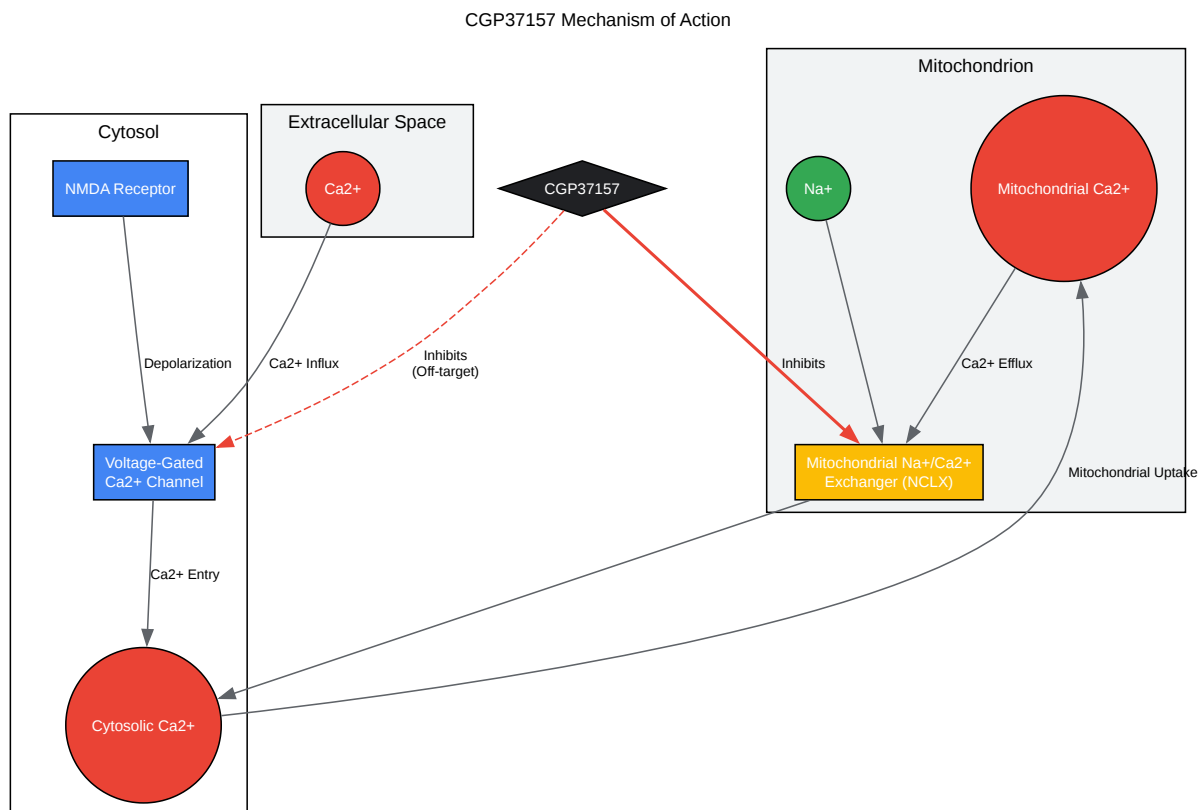 CGP37157 Mechanism of Action
Mitochondrion
Extracellular Space
Cytosol
NMDA Receptor
Ca2+
CGP37157
Na+
Mitochondrial Ca2+
Depolarization
Ca2+ Influx
Inhibits
(Off-target)
Inhibits
Ca2+ Efflux
Voltage-Gated
Ca2+ Channel
Mitochondrial Na+/Ca2+
Exchanger (NCLX)
Mitochondrial Uptake
Ca2+ Entry
Cytosolic Ca2+